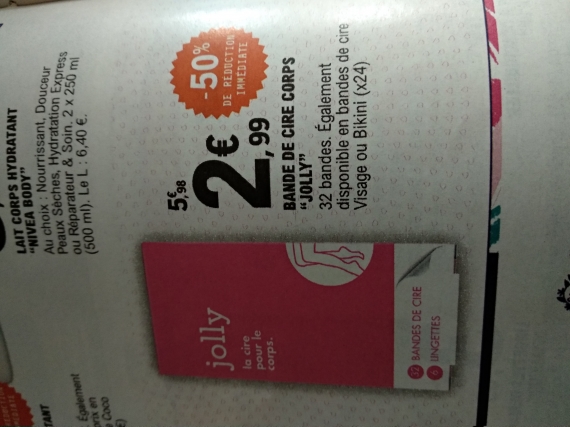 LAIT CORPS HYDRATANT
"NIVEA BODY"
Au choix : Nourrissant, Douceur
Peaux Sèches, Hydratation Express
ou Réparateur & Soin. 2 x 250 ml
(500 ml). Le L : 6,40 €.
5,€98
-50%
DE RÉDUCTION
IMMÉDIATE
2€,99
BANDE DE CIRE CORPS
"JOLLY"
32 bandes. Également
disponible en bandes de cire
Visage ou Bikini (x24)
jolly
la cire
pour le
corps.
32 BANDES DE CIRE
LINGETTES
TANT
Également